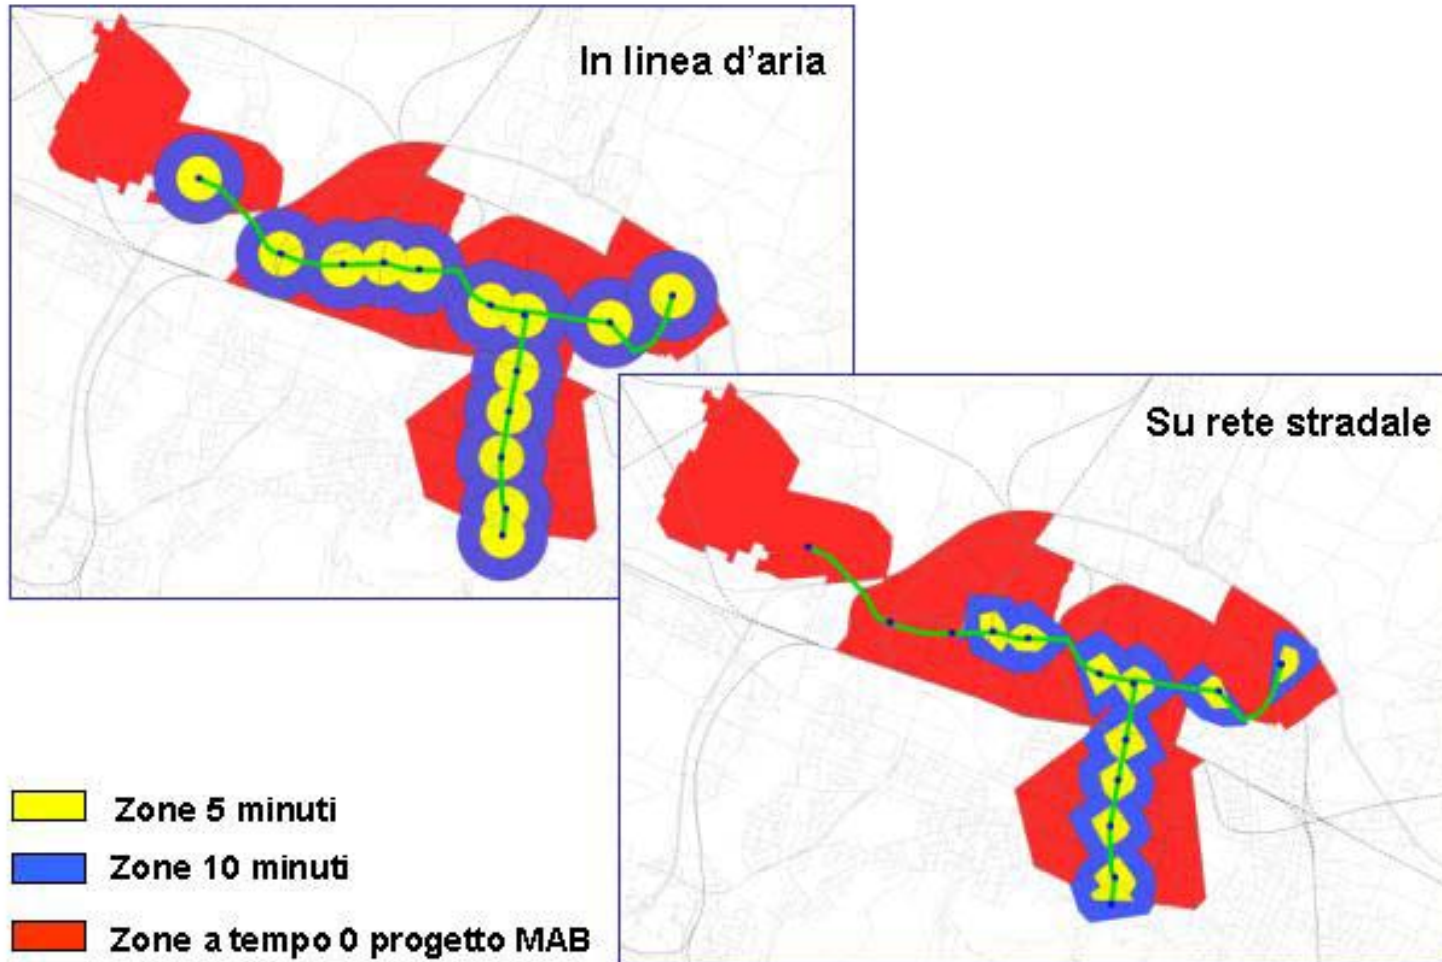 In linea d'aria
Su rete stradale
Zone 5 minuti
Zone 10 minuti
Zone a tempo 0 progetto MAB